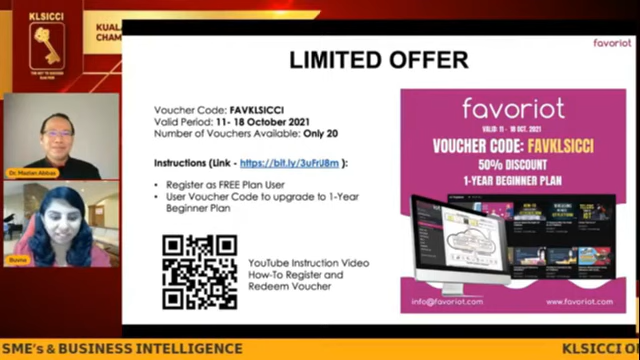 KLSICCI
THE KEY TO SUCCESS
KUALA
CHAM
favoriot
LIMITED OFFER
Voucher Code: FAVKLSICCI
Valid Period: 11- 18 October 2021
Number of Vouchers Available: Only 20
Instructions (Link - https://bit.ly/3uFrU8m ):
• Register as FREE Plan User
• User Voucher Code to upgrade to 1-Year
Beginner Plan
YouTube Instruction Video
How-To Register and
Redeem Voucher
favoriot
VALID: 11 - 18 OCT. 2021
VOUCHER CODE: FAVKLSICCI
50% DISCOUNT
1-YEAR BEGINNER PLAN
info@favoriot.com
www.favoriot.com
Dr. Mazlan Abbas
Buvna
SME's & BUSINESS INTELLIGENCE
KLSICCI O